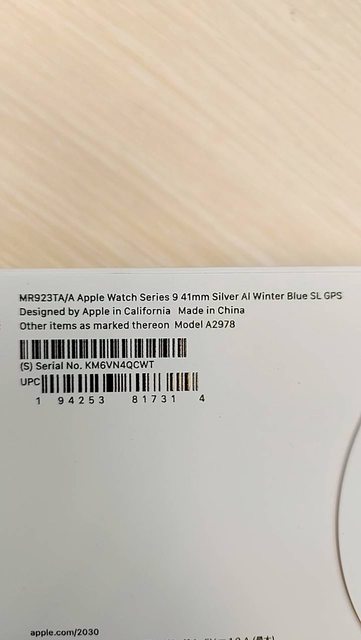 MR923TA/A Apple Watch Series 9 41mm Silver Al Winter Blue SL GPS
Designed by Apple in California Made in China
Other items as marked thereon Model A2978
(S) Serial No. KM6VN4QCWT
UPC
1 94253 81731 4
apple.com/2030